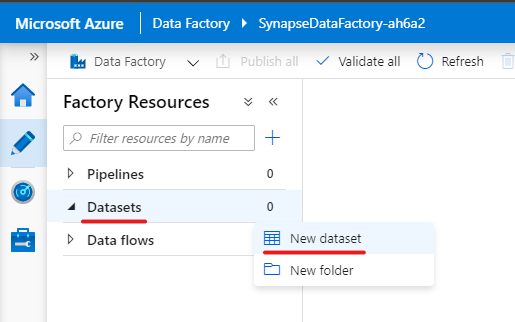 Microsoft Azure Data Factory SynapseDataFactory-ah6a2
Data Factory Publish all Validate all Refresh
Factory Resources
Filter resources by name
Pipelines 0
Datasets 0
New dataset
Data flows
New folder